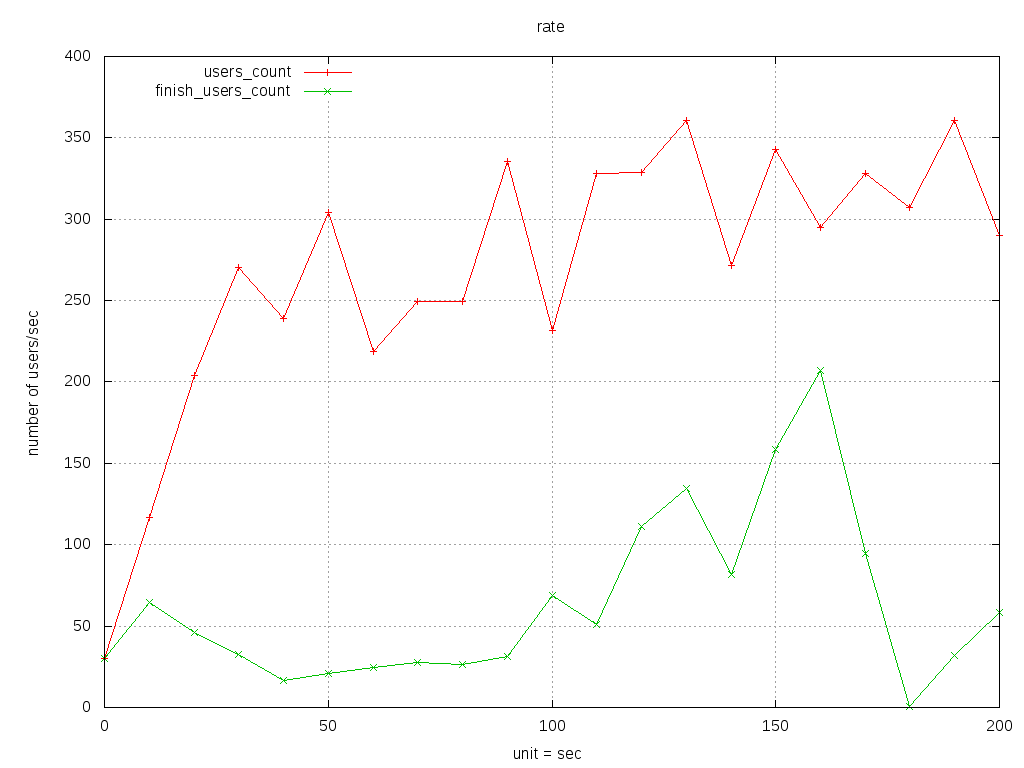 rate
400
users_count
finish_users_count
350
300
250
200
150
100
50
0
number of users/sec
0 50 100 150 200
unit = sec